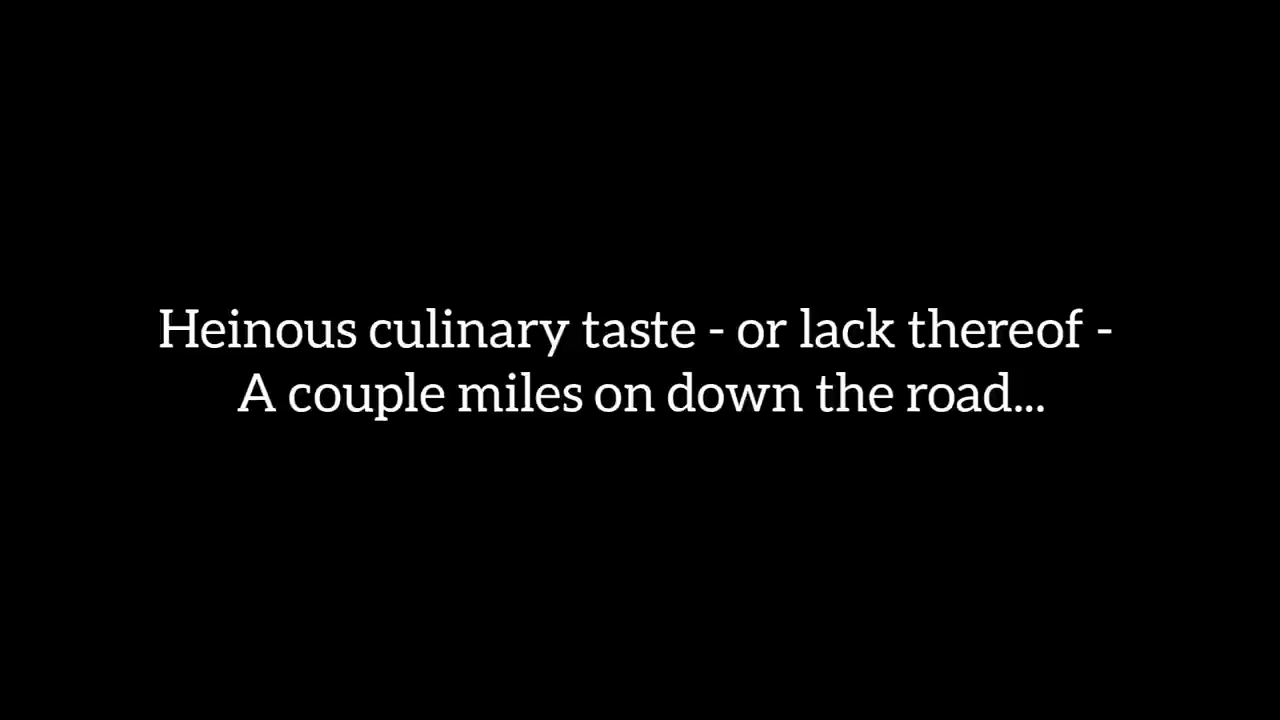 Heinous culinary taste - or lack thereof -
A couple miles on down the road...